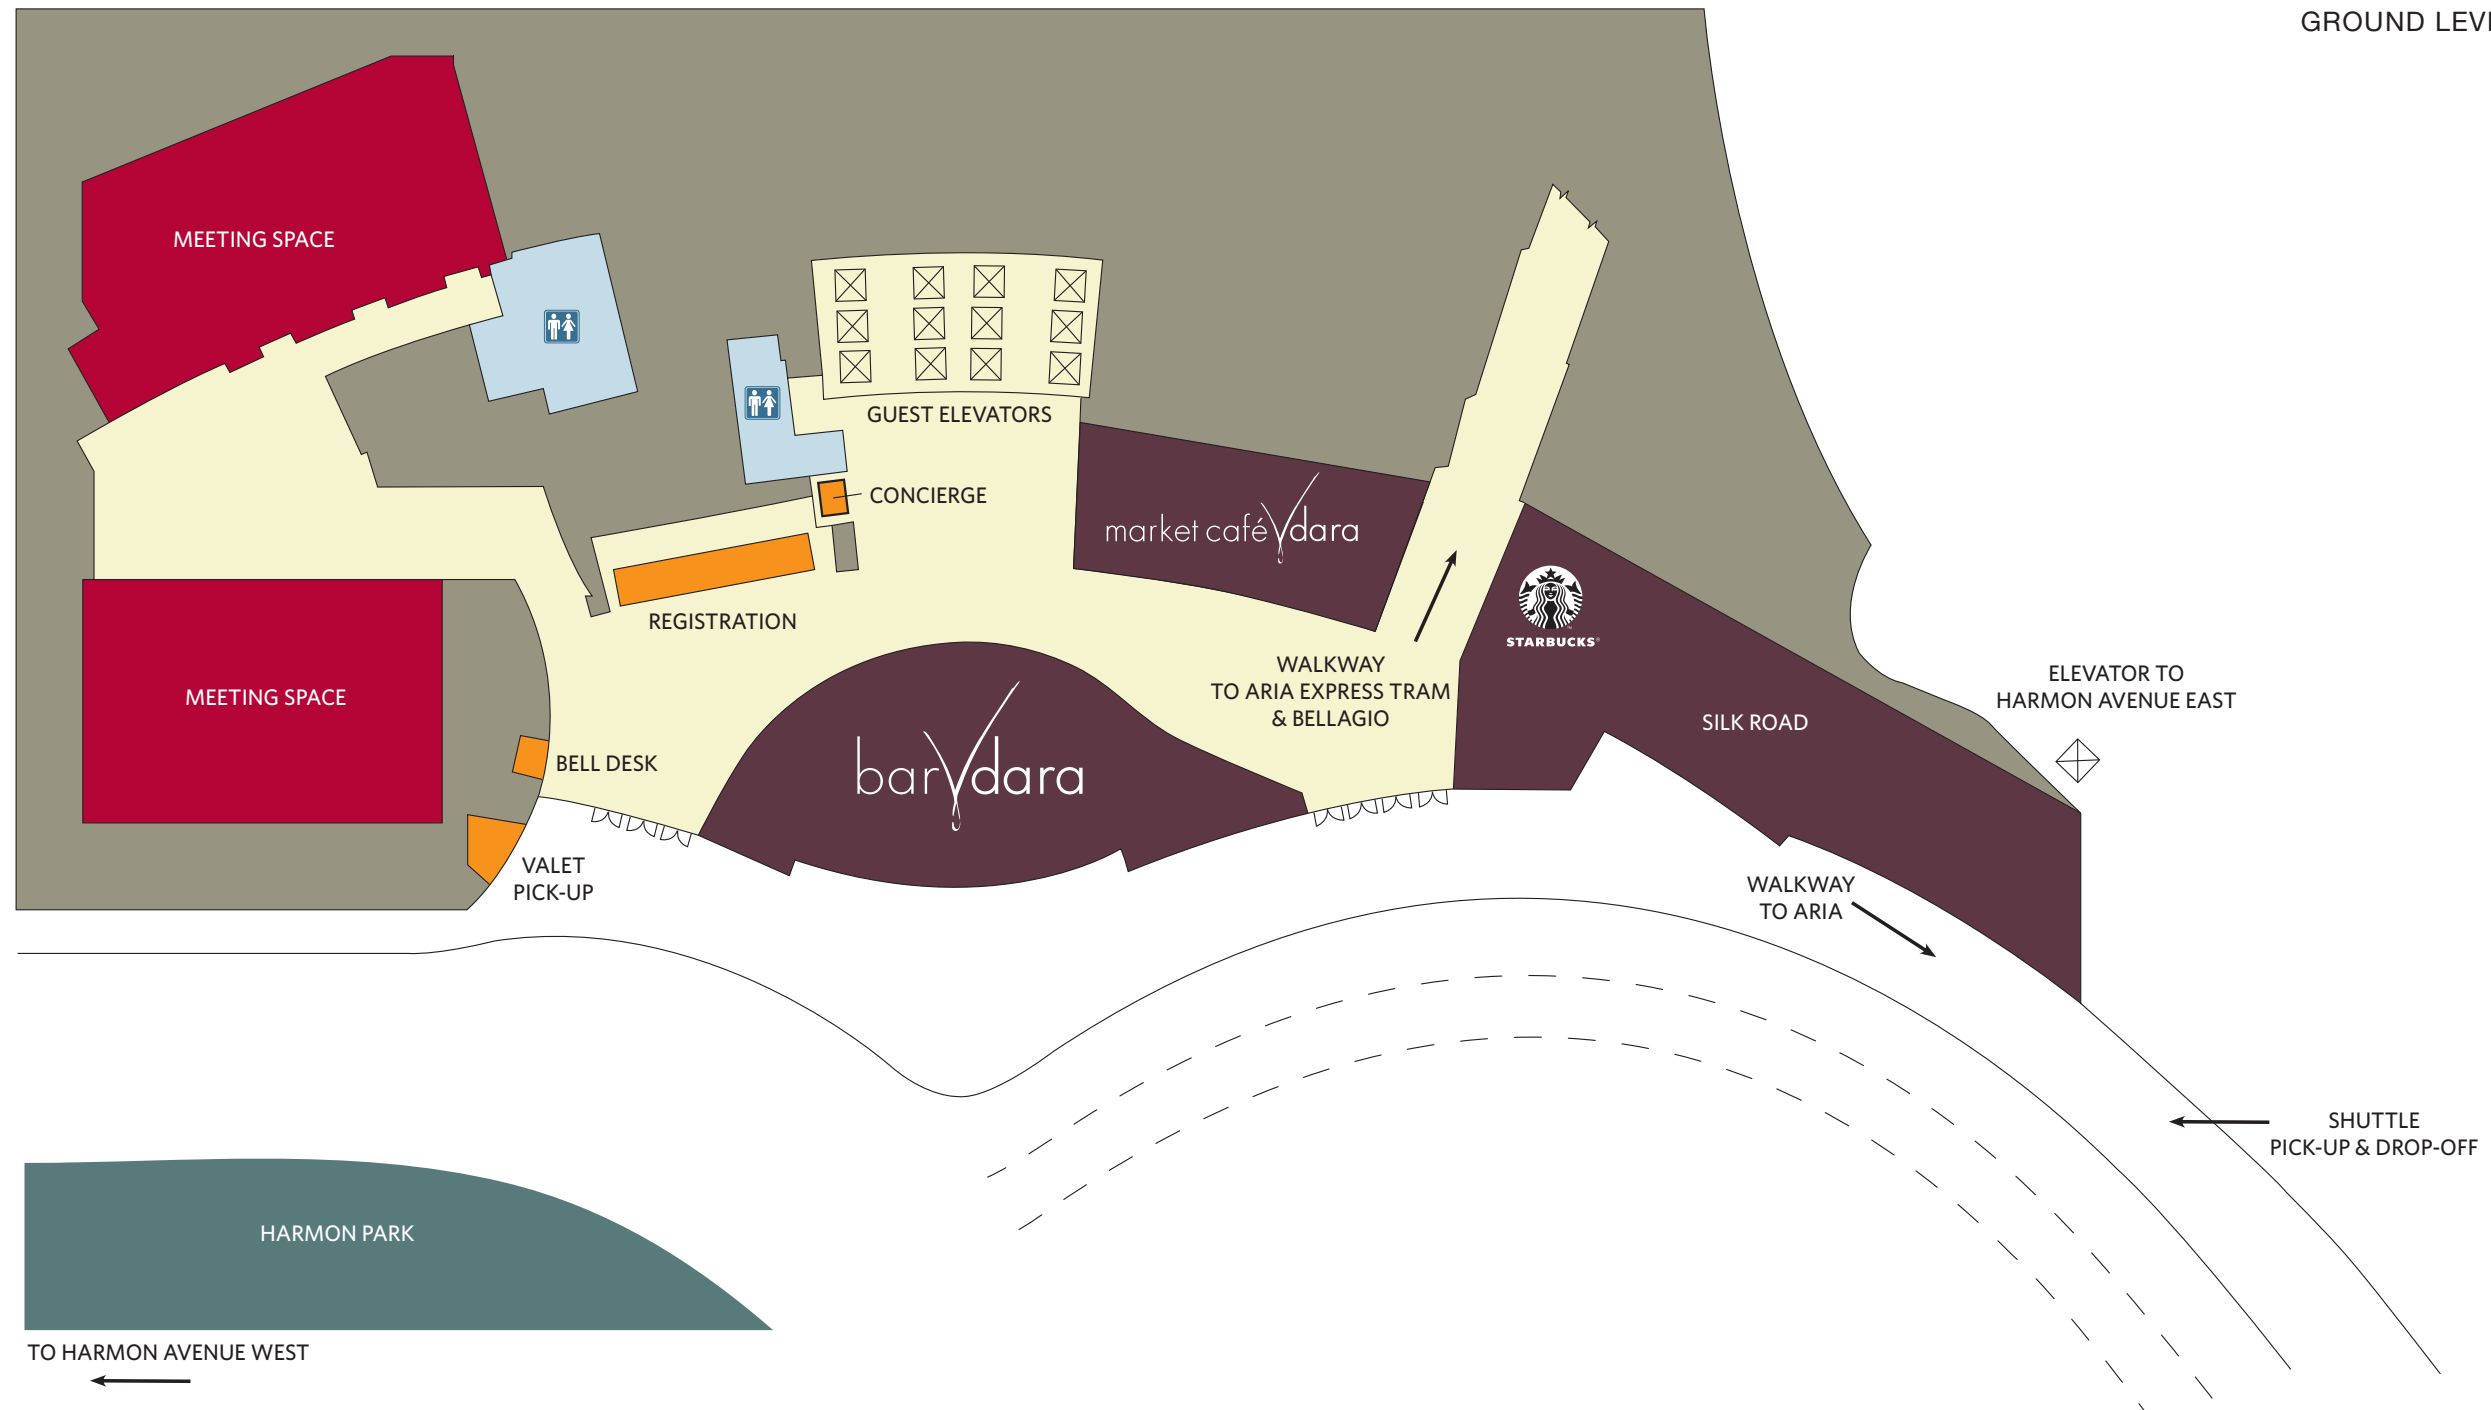 GROUND LEV
MEETING SPACE
GUEST ELEVATORS
CONCIERGE
market café Vdara
REGISTRATION
STARBUCKS®
WALKWAY
TO ARIA EXPRESS TRAM
& BELLAGIO
MEETING SPACE
SILK ROAD
ELEVATOR TO
HARMON AVENUE EAST
BELL DESK
bar Vdara
VALET
PICK-UP
WALKWAY
TO ARIA
SHUTTLE
PICK-UP & DROP-OFF
HARMON PARK
TO HARMON AVENUE WEST